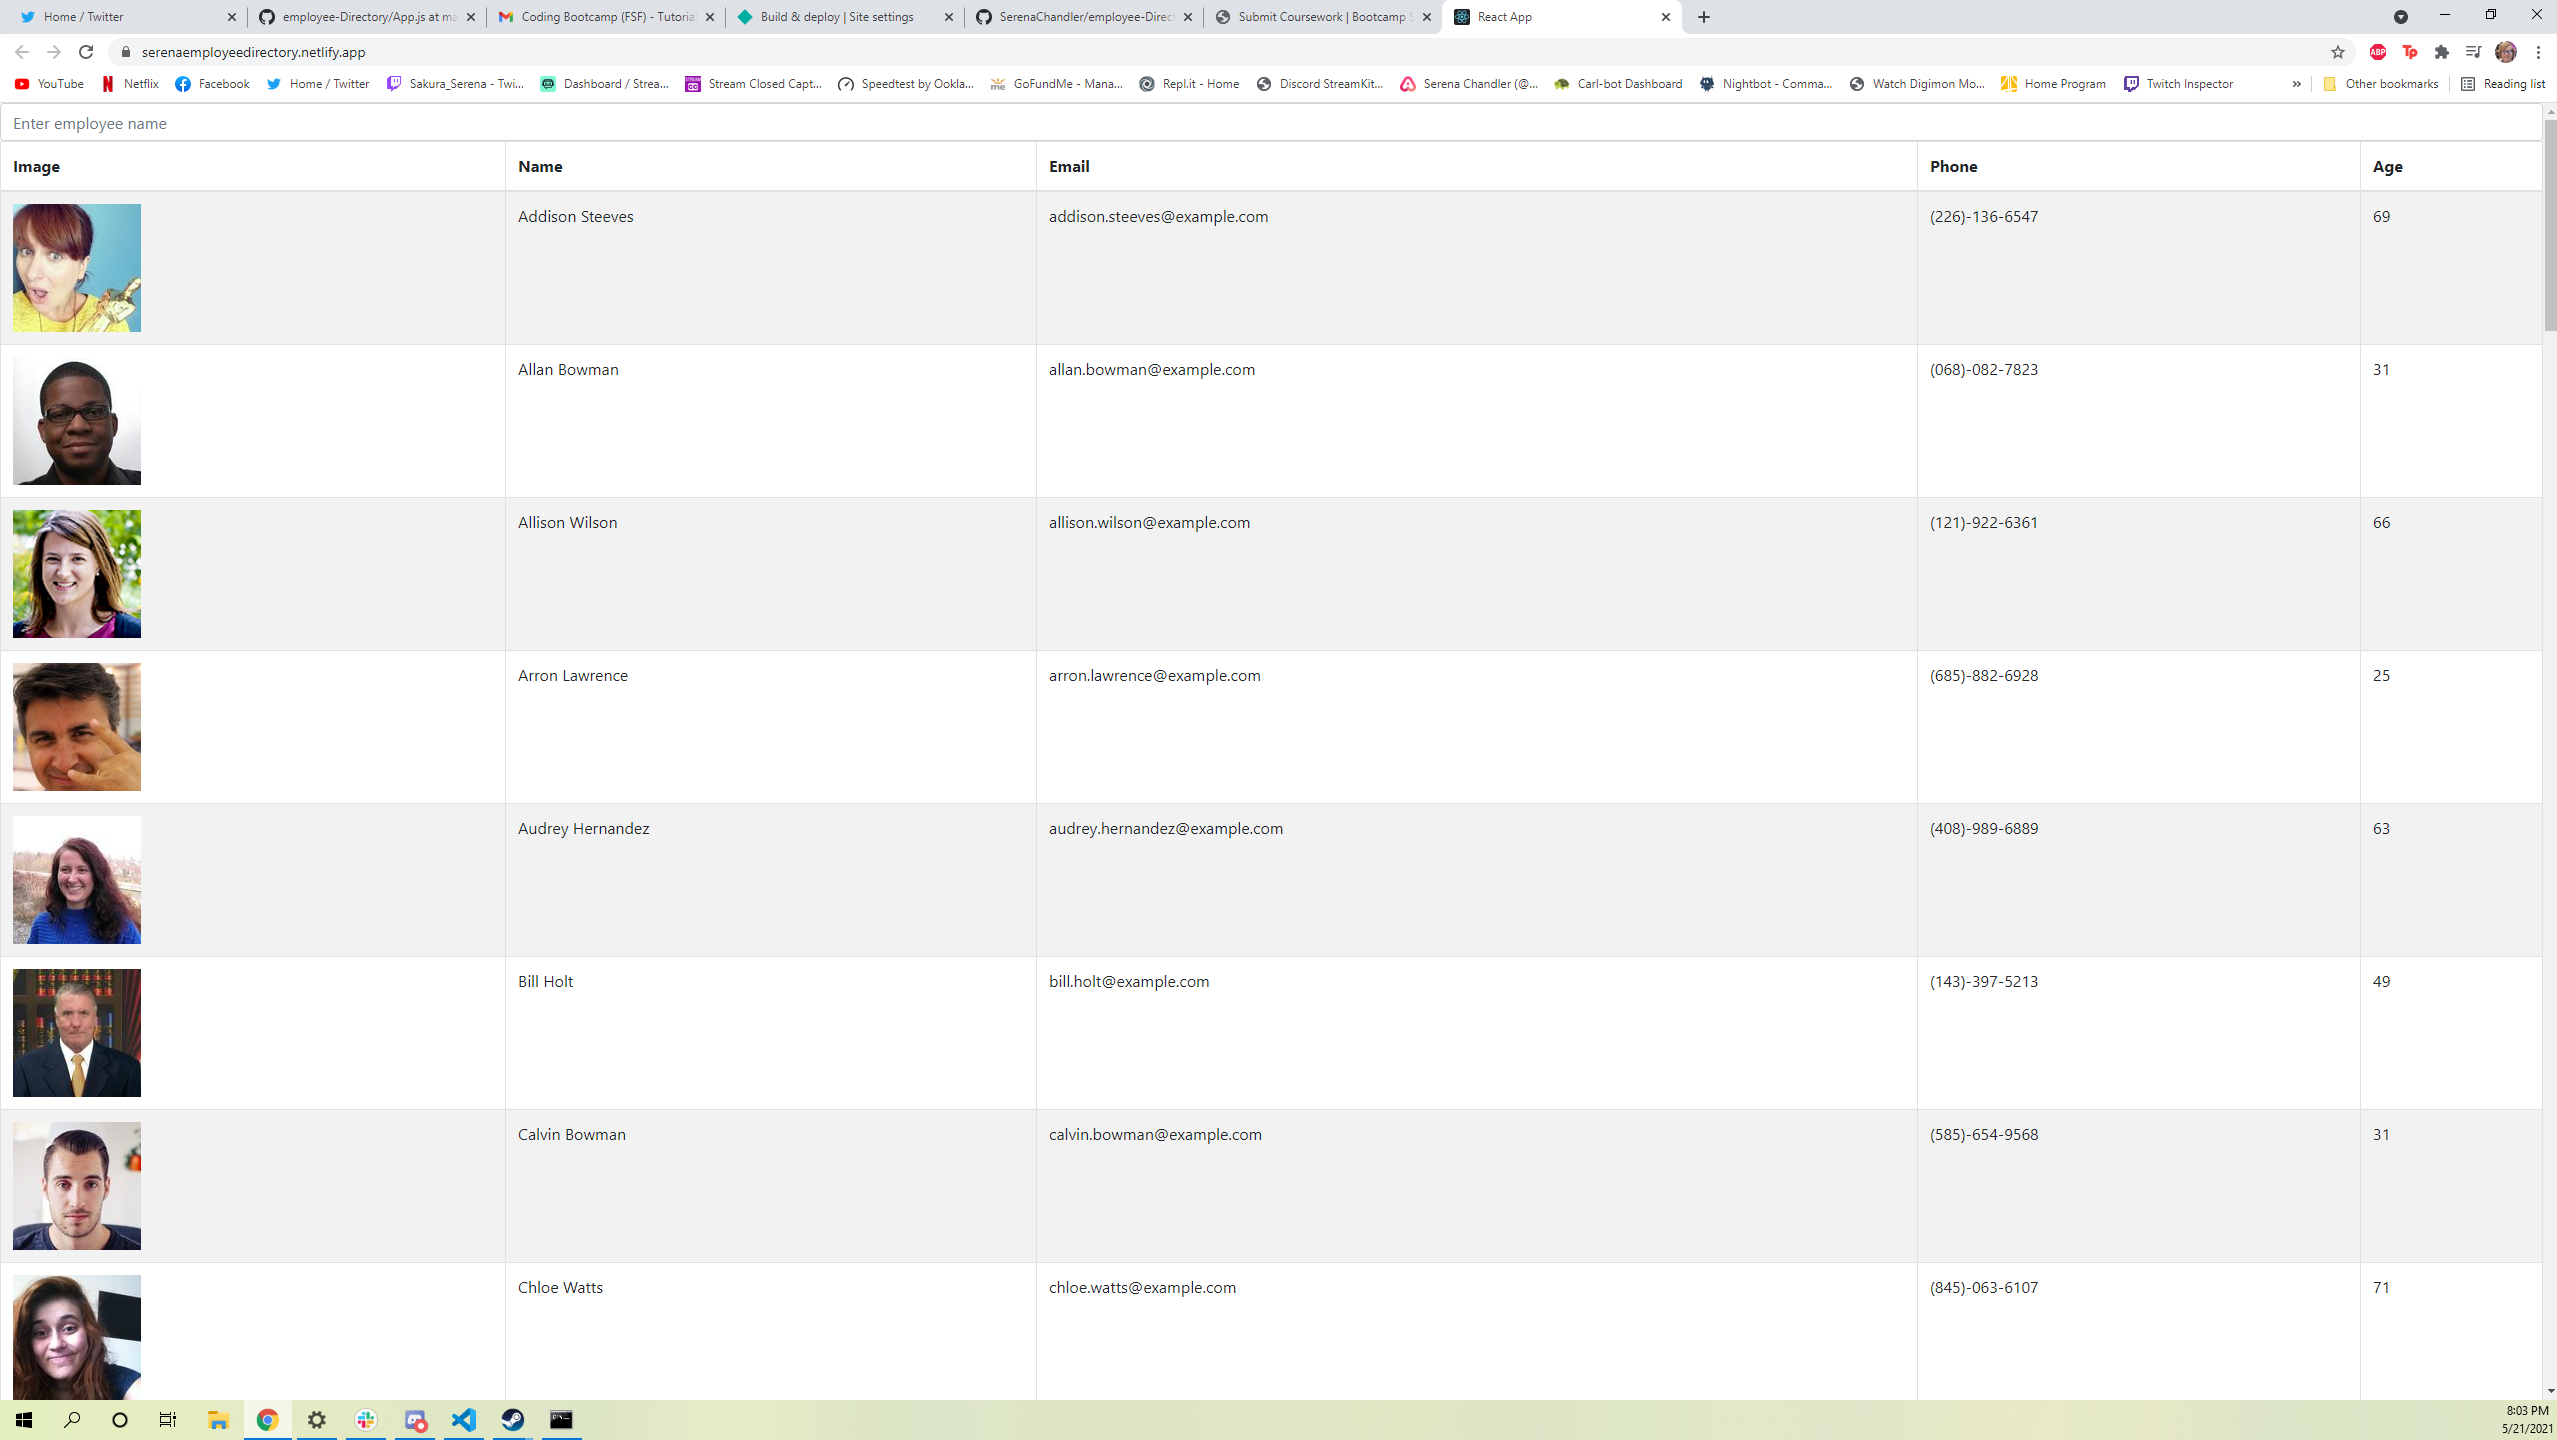 Home / Twitter
employee-Directory/App.js at ma
Coding Bootcamp (FSF) - Tutorial
Build & deploy | Site settings
SerenaChandler/employee-Direct
Submit Coursework | Bootcamp S
React App
serenaemployeedirectory.netlify.app
ABP
YouTube
Netflix
Facebook
Home / Twitter
Sakura_Serena - Twi...
Dashboard / Strea...
Stream Closed Capt...
Speedtest by Ookla...
GoFundMe - Mana...
Repl.it - Home
Discord StreamKit...
Serena Chandler (@...
Carl-bot Dashboard
Nightbot - Comma...
Watch Digimon Mo...
Home Program
Twitch Inspector
»
Other bookmarks
Reading list
Enter employee name
Image Name Email Phone Age
Addison Steeves addison.steeves@example.com (226)-136-6547 69
Allan Bowman allan.bowman@example.com (068)-082-7823 31
Allison Wilson allison.wilson@example.com (121)-922-6361 66
Arron Lawrence arron.lawrence@example.com (685)-882-6928 25
Audrey Hernandez audrey.hernandez@example.com (408)-989-6889 63
Bill Holt bill.holt@example.com (143)-397-5213 49
Calvin Bowman calvin.bowman@example.com (585)-654-9568 31
Chloe Watts chloe.watts@example.com (845)-063-6107 71
8:03 PM
5/21/2021